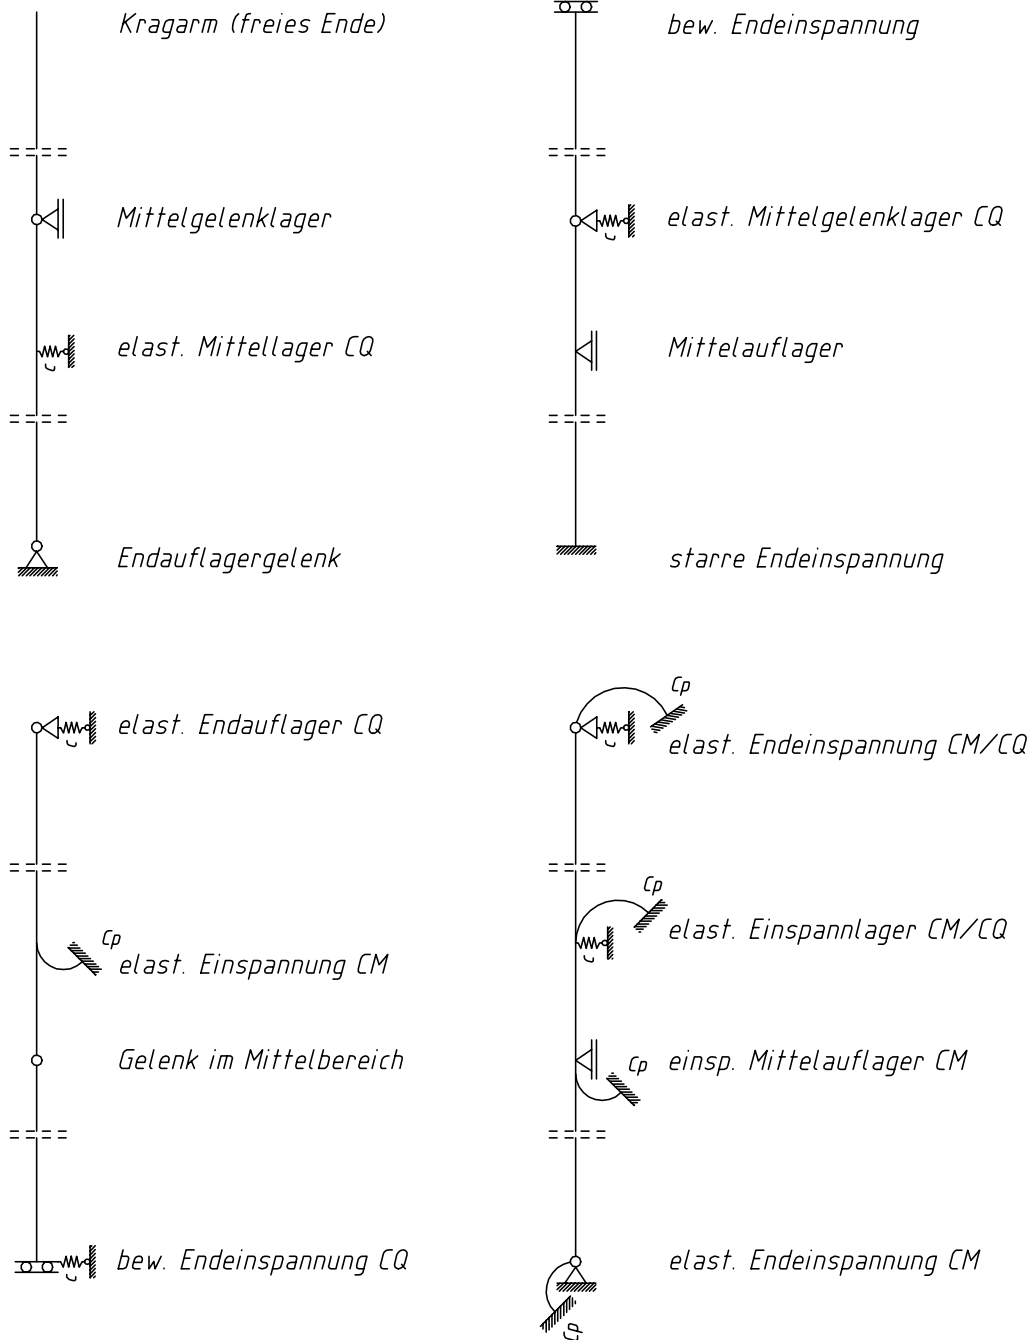 Kragarm (freies Ende)
Mittelgelenklager
elast. Mittellager CQ
C
Endauflagergelenk
bew. Endeinspannung
elast. Mittelgelenklager CQ
C
Mittelauflager
starre Endeinspannung
elast. Endauflager CQ
C
Cp
elast. Einspannung CM
Gelenk im Mittelbereich
bew. Endeinspannung CQ
C
Cp
C
elast. Endeinspannung CM/CQ
Cp
elast. Einspannlager CM/CQ
C
Cp
einsp. Mittelauflager CM
elast. Endeinspannung CM
Cp